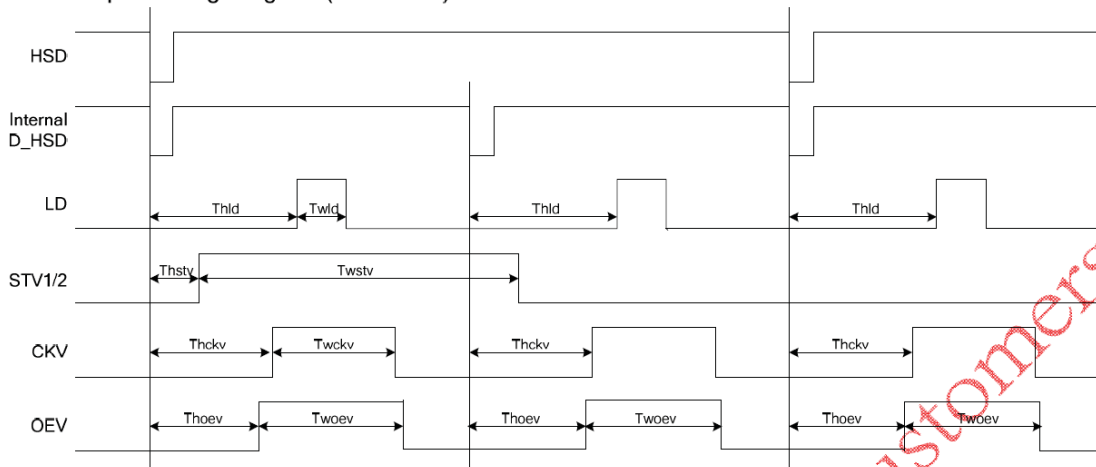 HSD
Internal
D_HSD
LD
Thld Twld Thld Thld
STV1/2
Thstv Twstv
CKV
Thckv Twckv Thckv Thckv
OEV
Thoev Twoev Thoev Twoev Thoev Twoev
ustomers